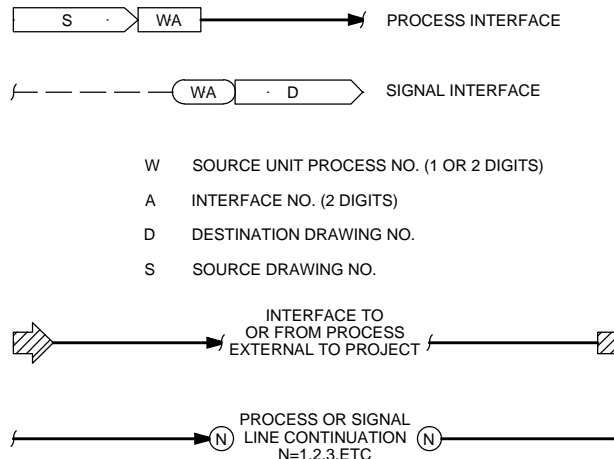 S WA PROCESS INTERFACE
WA D SIGNAL INTERFACE
W SOURCE UNIT PROCESS NO. (1 OR 2 DIGITS)
A INTERFACE NO. (2 DIGITS)
D DESTINATION DRAWING NO.
S SOURCE DRAWING NO.
INTERFACE TO
OR FROM PROCESS
EXTERNAL TO PROJECT
PROCESS OR SIGNAL
N LINE CONTINUATION N
N=1,2,3,ETC